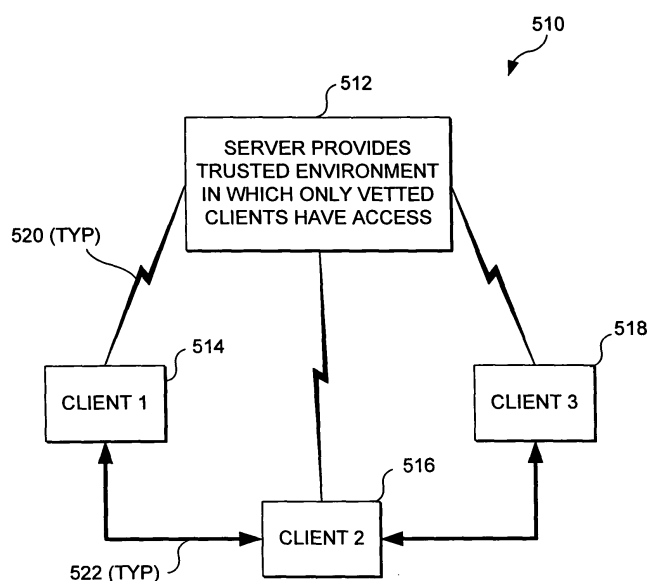 510
512
SERVER PROVIDES
TRUSTED ENVIRONMENT
IN WHICH ONLY VETTED
CLIENTS HAVE ACCESS
520 (TYP)
514
518
CLIENT 1
CLIENT 3
516
CLIENT 2
522 (TYP)